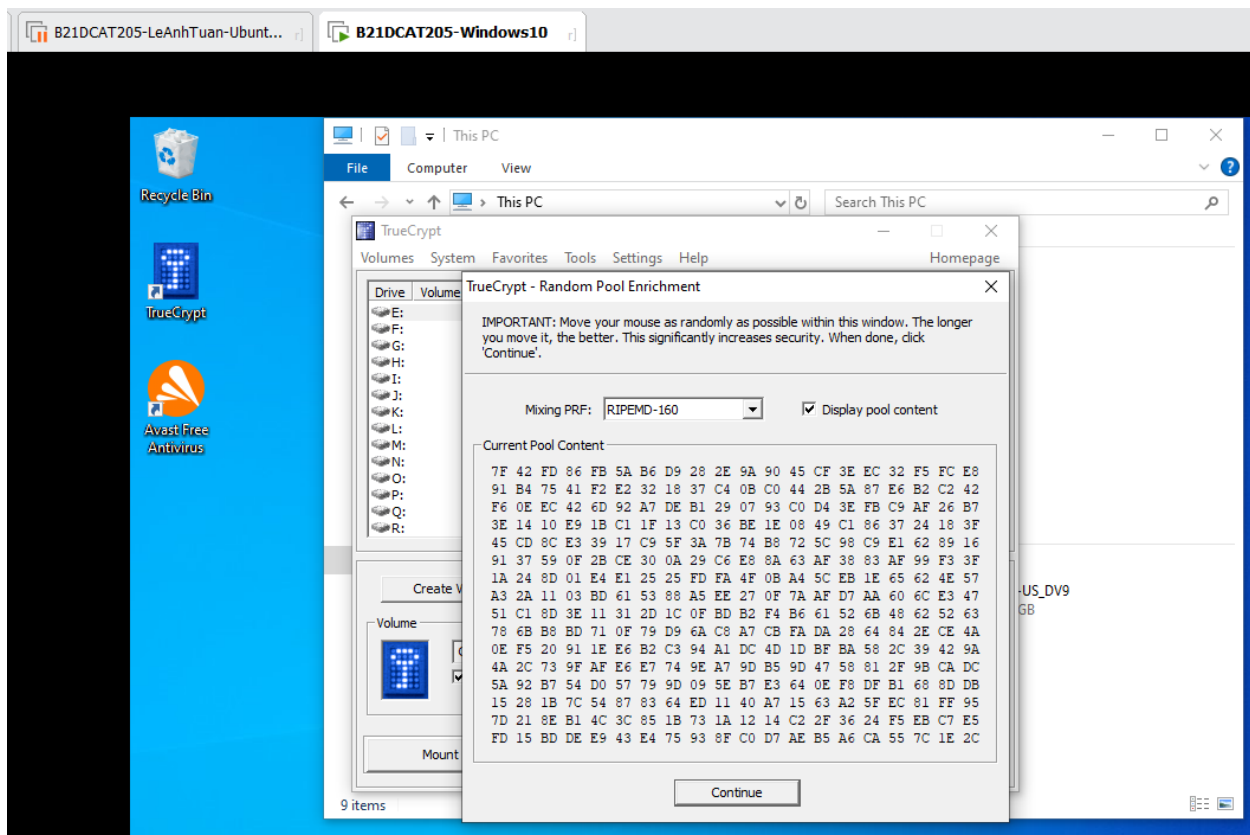 B21DCAT205-LeAnhTuan-Ubunt...
B21DCAT205-Windows10
This PC
File Computer View
This PC
Search This PC
Recycle Bin
TrueCrypt
Avast Free
Antivirus
TrueCrypt
Volumes System Favorites Tools Settings Help Homepage
Drive Volume
E:
F:
G:
H:
I:
J:
K:
L:
M:
N:
O:
P:
Q:
R:
Create V
Volume
Mount
TrueCrypt - Random Pool Enrichment
IMPORTANT: Move your mouse as randomly as possible within this window. The longer
you move it, the better. This significantly increases security. When done, click
'Continue'.
Mixing PRF: RIPEMD-160 Display pool content
Current Pool Content
7F 42 FD 86 FB 5A B6 D9 28 2E 9A 90 45 CF 3E EC 32 F5 FC E8
91 B4 75 41 F2 E2 32 18 37 C4 0B C0 44 2B 5A 87 E6 B2 C2 42
F6 0E EC 42 6D 92 A7 DE B1 29 07 93 C0 D4 3E FB C9 AF 26 B7
3E 14 10 E9 1B C1 1F 13 C0 36 BE 1E 08 49 C1 86 37 24 18 3F
45 CD 8C E3 39 17 C9 5F 3A 7B 74 B8 72 5C 98 C9 E1 62 89 16
91 37 59 0F 2B CE 30 0A 29 C6 E8 8A 63 AF 38 83 AF 99 F3 3F
1A 24 8D 01 E4 E1 25 25 FD FA 4F 0B A4 5C EB 1E 65 62 4E 57
A3 2A 11 03 BD 61 53 88 A5 EE 27 0F 7A AF D7 AA 60 6C E3 47
51 C1 8D 3E 11 31 2D 1C 0F BD B2 F4 B6 61 52 6B 48 62 52 63
78 6B B8 BD 71 0F 79 D9 6A C8 A7 CB FA DA 28 64 84 2E CE 4A
0E F5 20 91 1E E6 B2 C3 94 A1 DC 4D 1D BF BA 58 2C 39 42 9A
4A 2C 73 9F AF E6 E7 74 9E A7 9D B5 9D 47 58 81 2F 9B CA DC
5A 92 B7 54 D0 57 79 9D 09 5E B7 E3 64 0E F8 DF B1 68 8D DB
15 28 1B 7C 54 87 83 64 ED 11 40 A7 15 63 A2 5F EC 81 FF 95
7D 21 8E B1 4C 3C 85 1B 73 1A 12 14 C2 2F 36 24 F5 EB C7 E5
FD 15 BD DE E9 43 E4 75 93 8F C0 D7 AE B5 A6 CA 55 7C 1E 2C
Continue
-US_DV9
GB
9 items